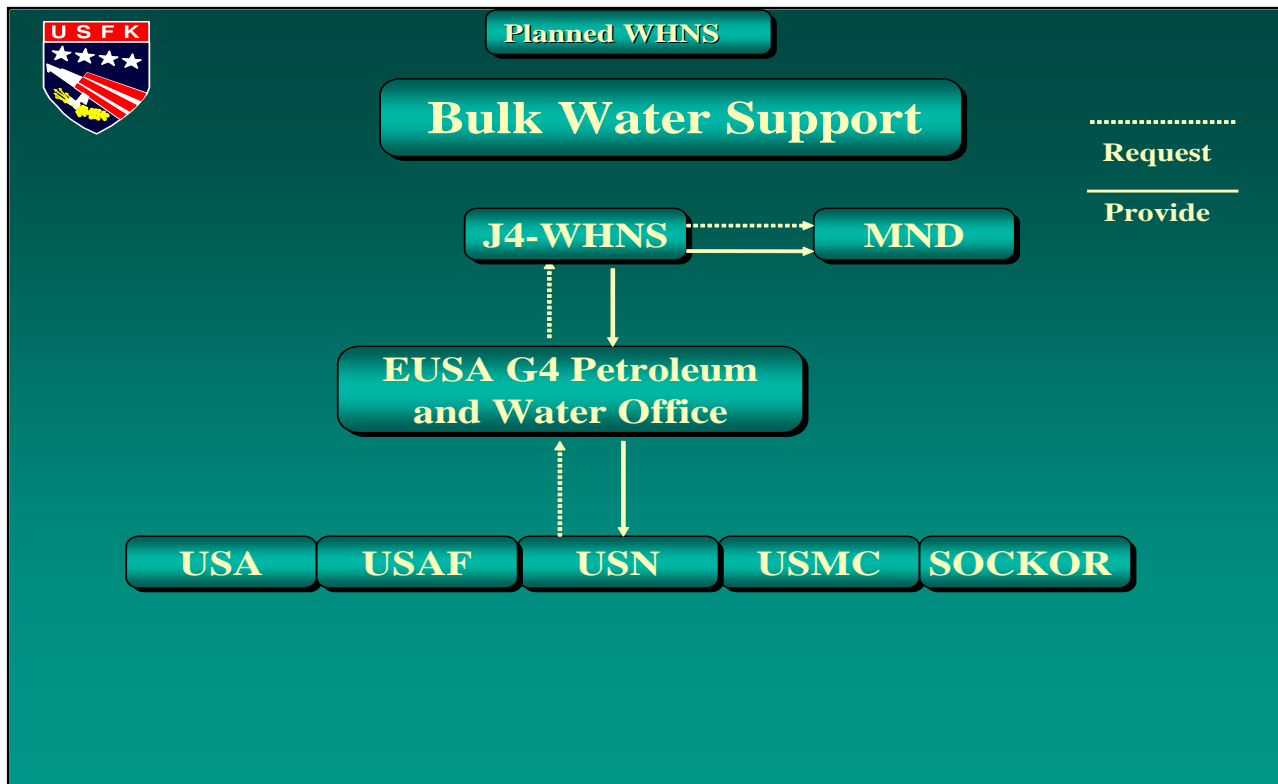 USFK
Planned WHNS
Bulk Water Support
Request
Provide
J4-WHNS
MND
EUSA G4 Petroleum
and Water Office
USA
USAF
USN
USMC
SOCKOR